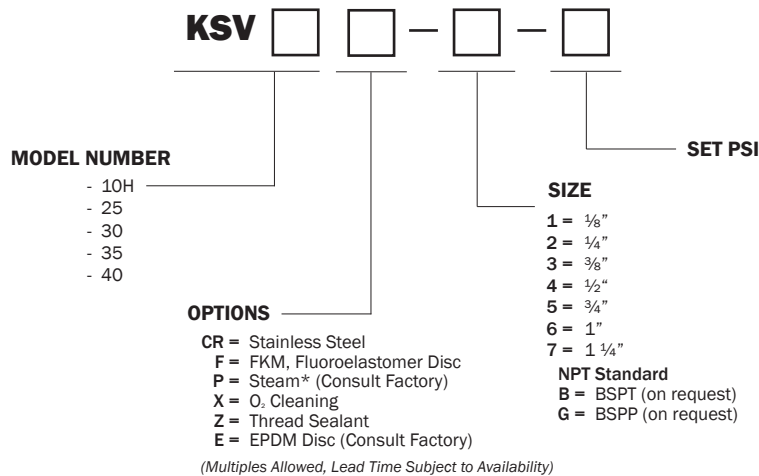 KSV
MODEL NUMBER
- 10H
- 25
- 30
- 35
- 40
OPTIONS
CR = Stainless Steel
F = FKM, Fluoroelastomer Disc
P = Steam* (Consult Factory)
X = O₂ Cleaning
Z = Thread Sealant
E = EPDM Disc (Consult Factory)
(Multiples Allowed, Lead Time Subject to Availability)
SIZE
1 = ⅛”
2 = ¼”
3 = ⅜”
4 = ½“
5 = ¾”
6 = 1”
7 = 1 ¼”
NPT Standard
B = BSPT (on request)
G = BSPP (on request)
SET PSI